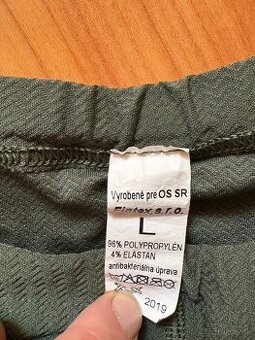 Vyrobené pre OS SR
Fintex, s.r.o.
L
96% POLYPROPYLÉN
4% ELASTAN
antibakteriálna úprava
2019